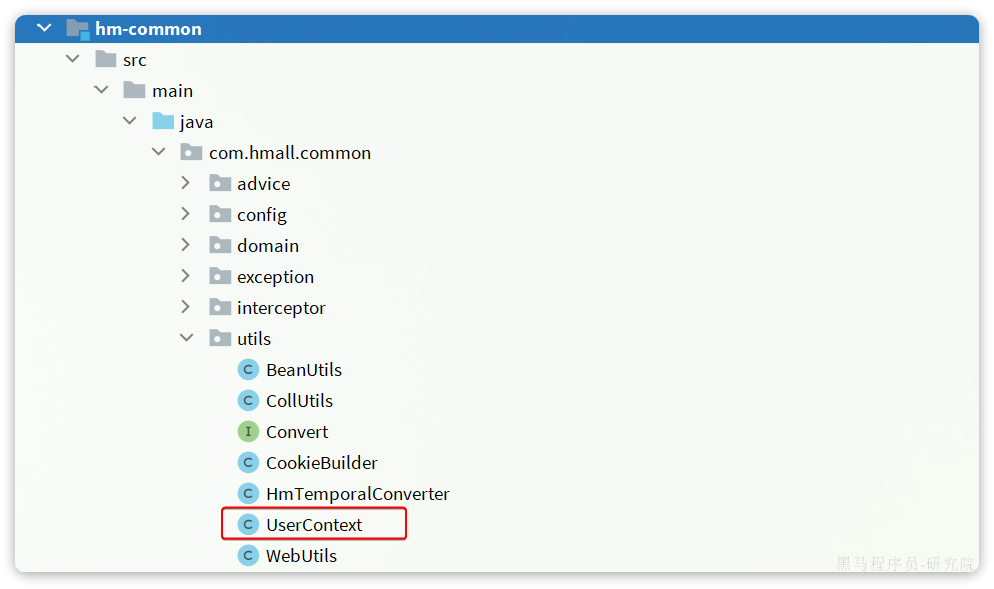 hm-common
src
main
java
com.hmall.common
advice
config
domain
exception
interceptor
utils
C BeanUtils
C CollUtils
I Convert
C CookieBuilder
C HmTemporalConverter
C UserContext
C WebUtils
黑马程序员-研究院